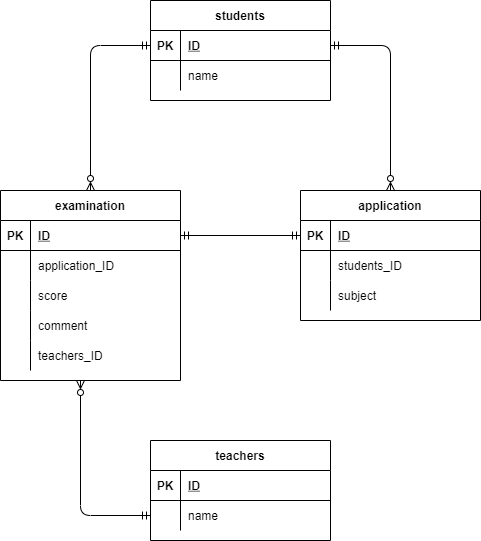 students
PK ID
name
examination
PK ID
application_ID
score
comment
teachers_ID
application
PK ID
students_ID
subject
teachers
PK ID
name